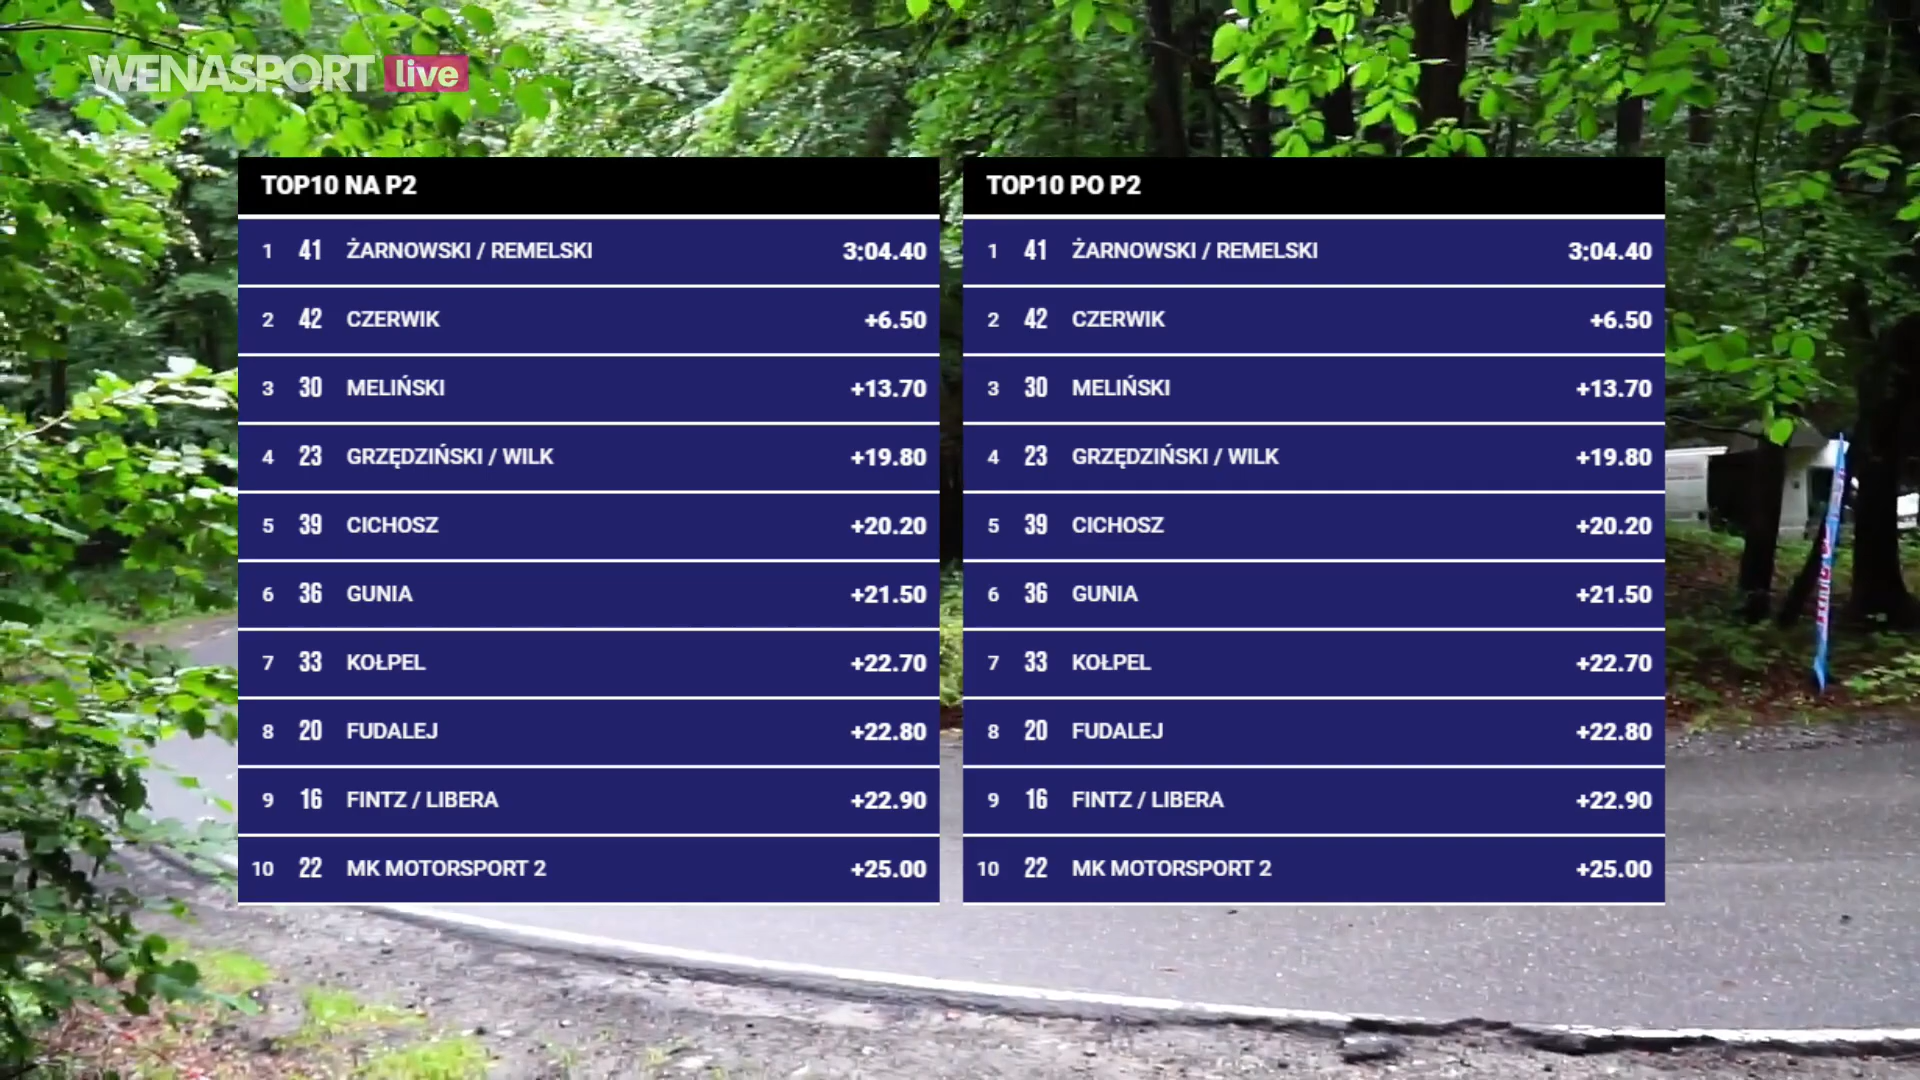 WENASPORT live
TOP10 NA P2
1 41 ŻARNOWSKI / REMELSKI 3:04.40
2 42 CZERWIK +6.50
3 30 MELIŃSKI +13.70
4 23 GRZĘDZIŃSKI / WILK +19.80
5 39 CICHOSZ +20.20
6 36 GUNIA +21.50
7 33 KOŁPEL +22.70
8 20 FUDALEJ +22.80
9 16 FINTZ / LIBERA +22.90
10 22 MK MOTORSPORT 2 +25.00
TOP10 PO P2
1 41 ŻARNOWSKI / REMELSKI 3:04.40
2 42 CZERWIK +6.50
3 30 MELIŃSKI +13.70
4 23 GRZĘDZIŃSKI / WILK +19.80
5 39 CICHOSZ +20.20
6 36 GUNIA +21.50
7 33 KOŁPEL +22.70
8 20 FUDALEJ +22.80
9 16 FINTZ / LIBERA +22.90
10 22 MK MOTORSPORT 2 +25.00